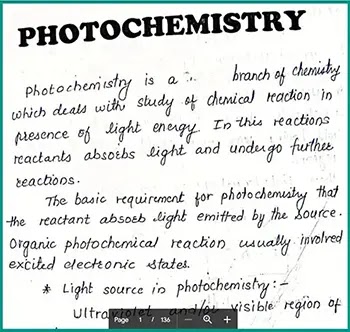 PHOTOCHEMISTRY
Photochemistry is a branch of chemistry
which deals with study of chemical reaction in
presence of light energy. In this reactions
reactants absorbs light and undergo further
reactions.
The basic requirement for photochemistry that
the reactant absorb light emitted by the source.
Organic photochemical reaction usually involved
excited electronic states.
* Light source in photochemistry:-
Ultraviolet and/or visible region of
Page 1 / 136 - +